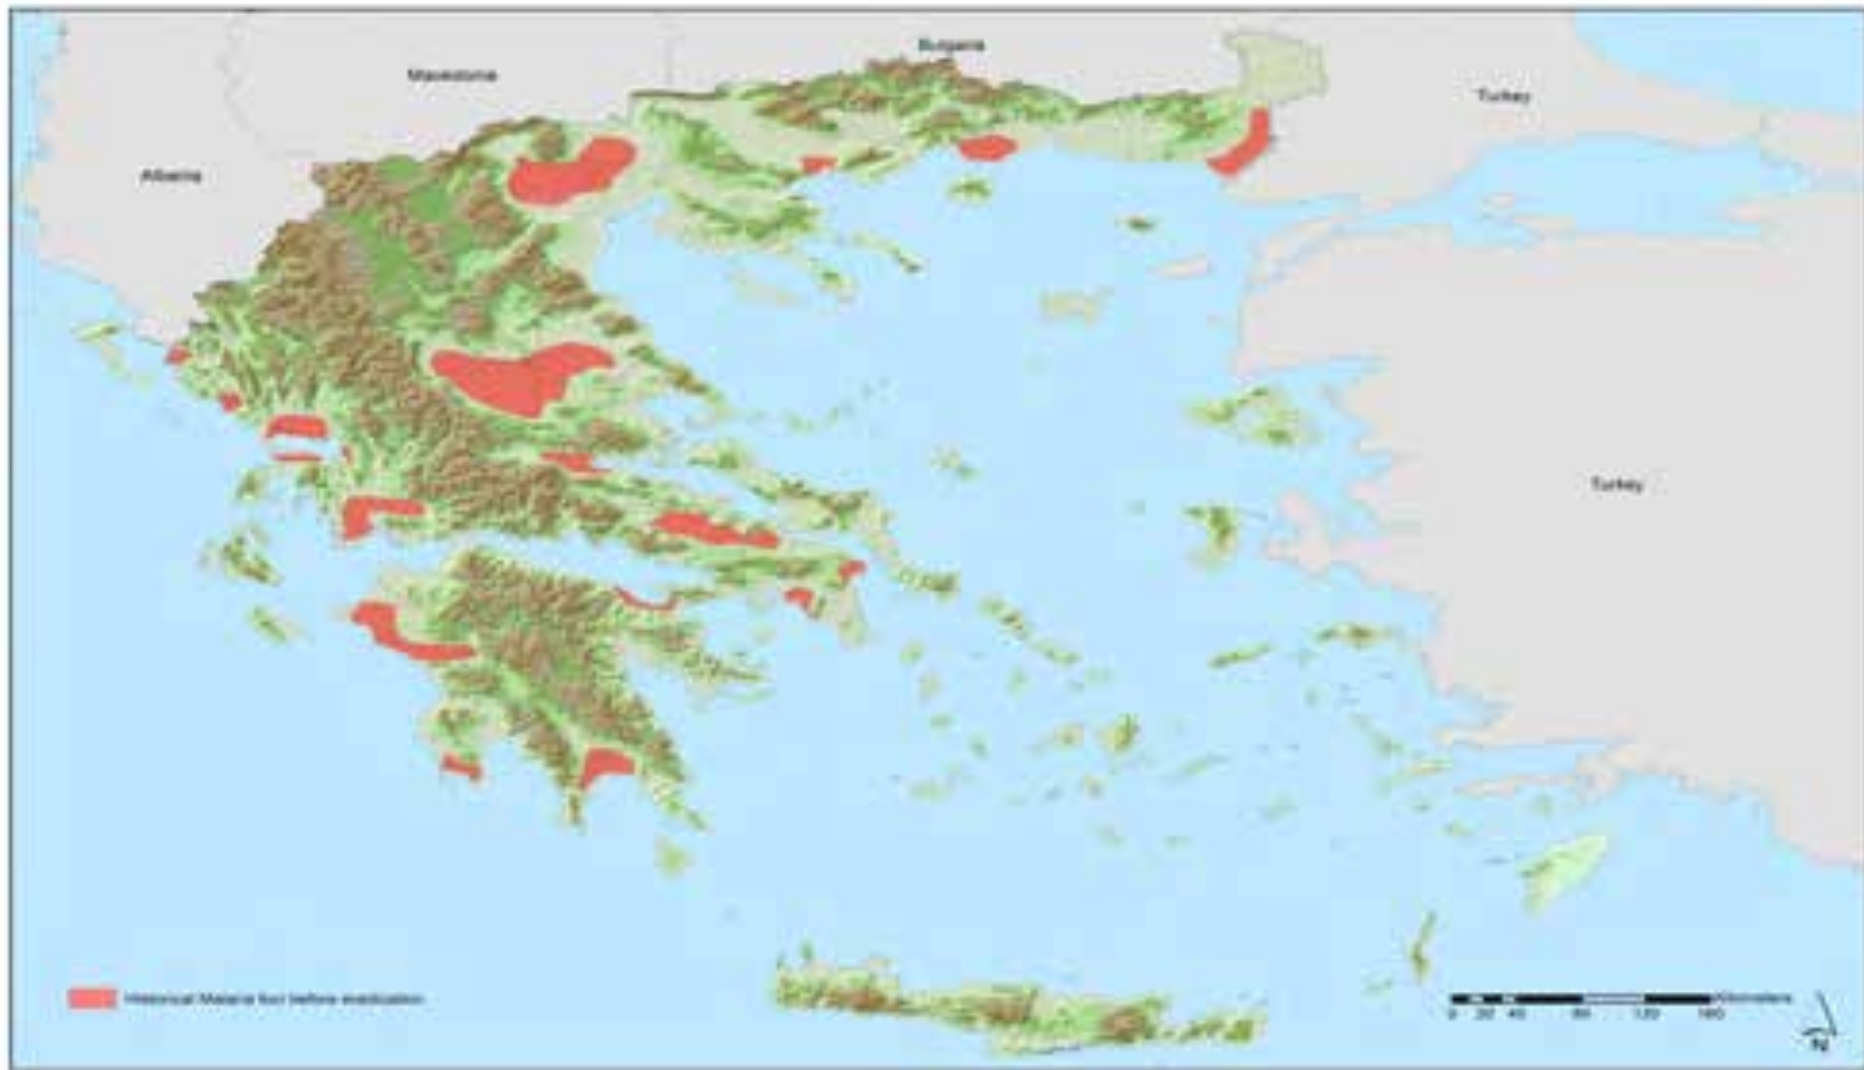 Bulgaria
Macedonia
Turkey
Albania
Turkey
Historical Malaria foci before eradication
Kilometers
0 20 40 80 120 160
N